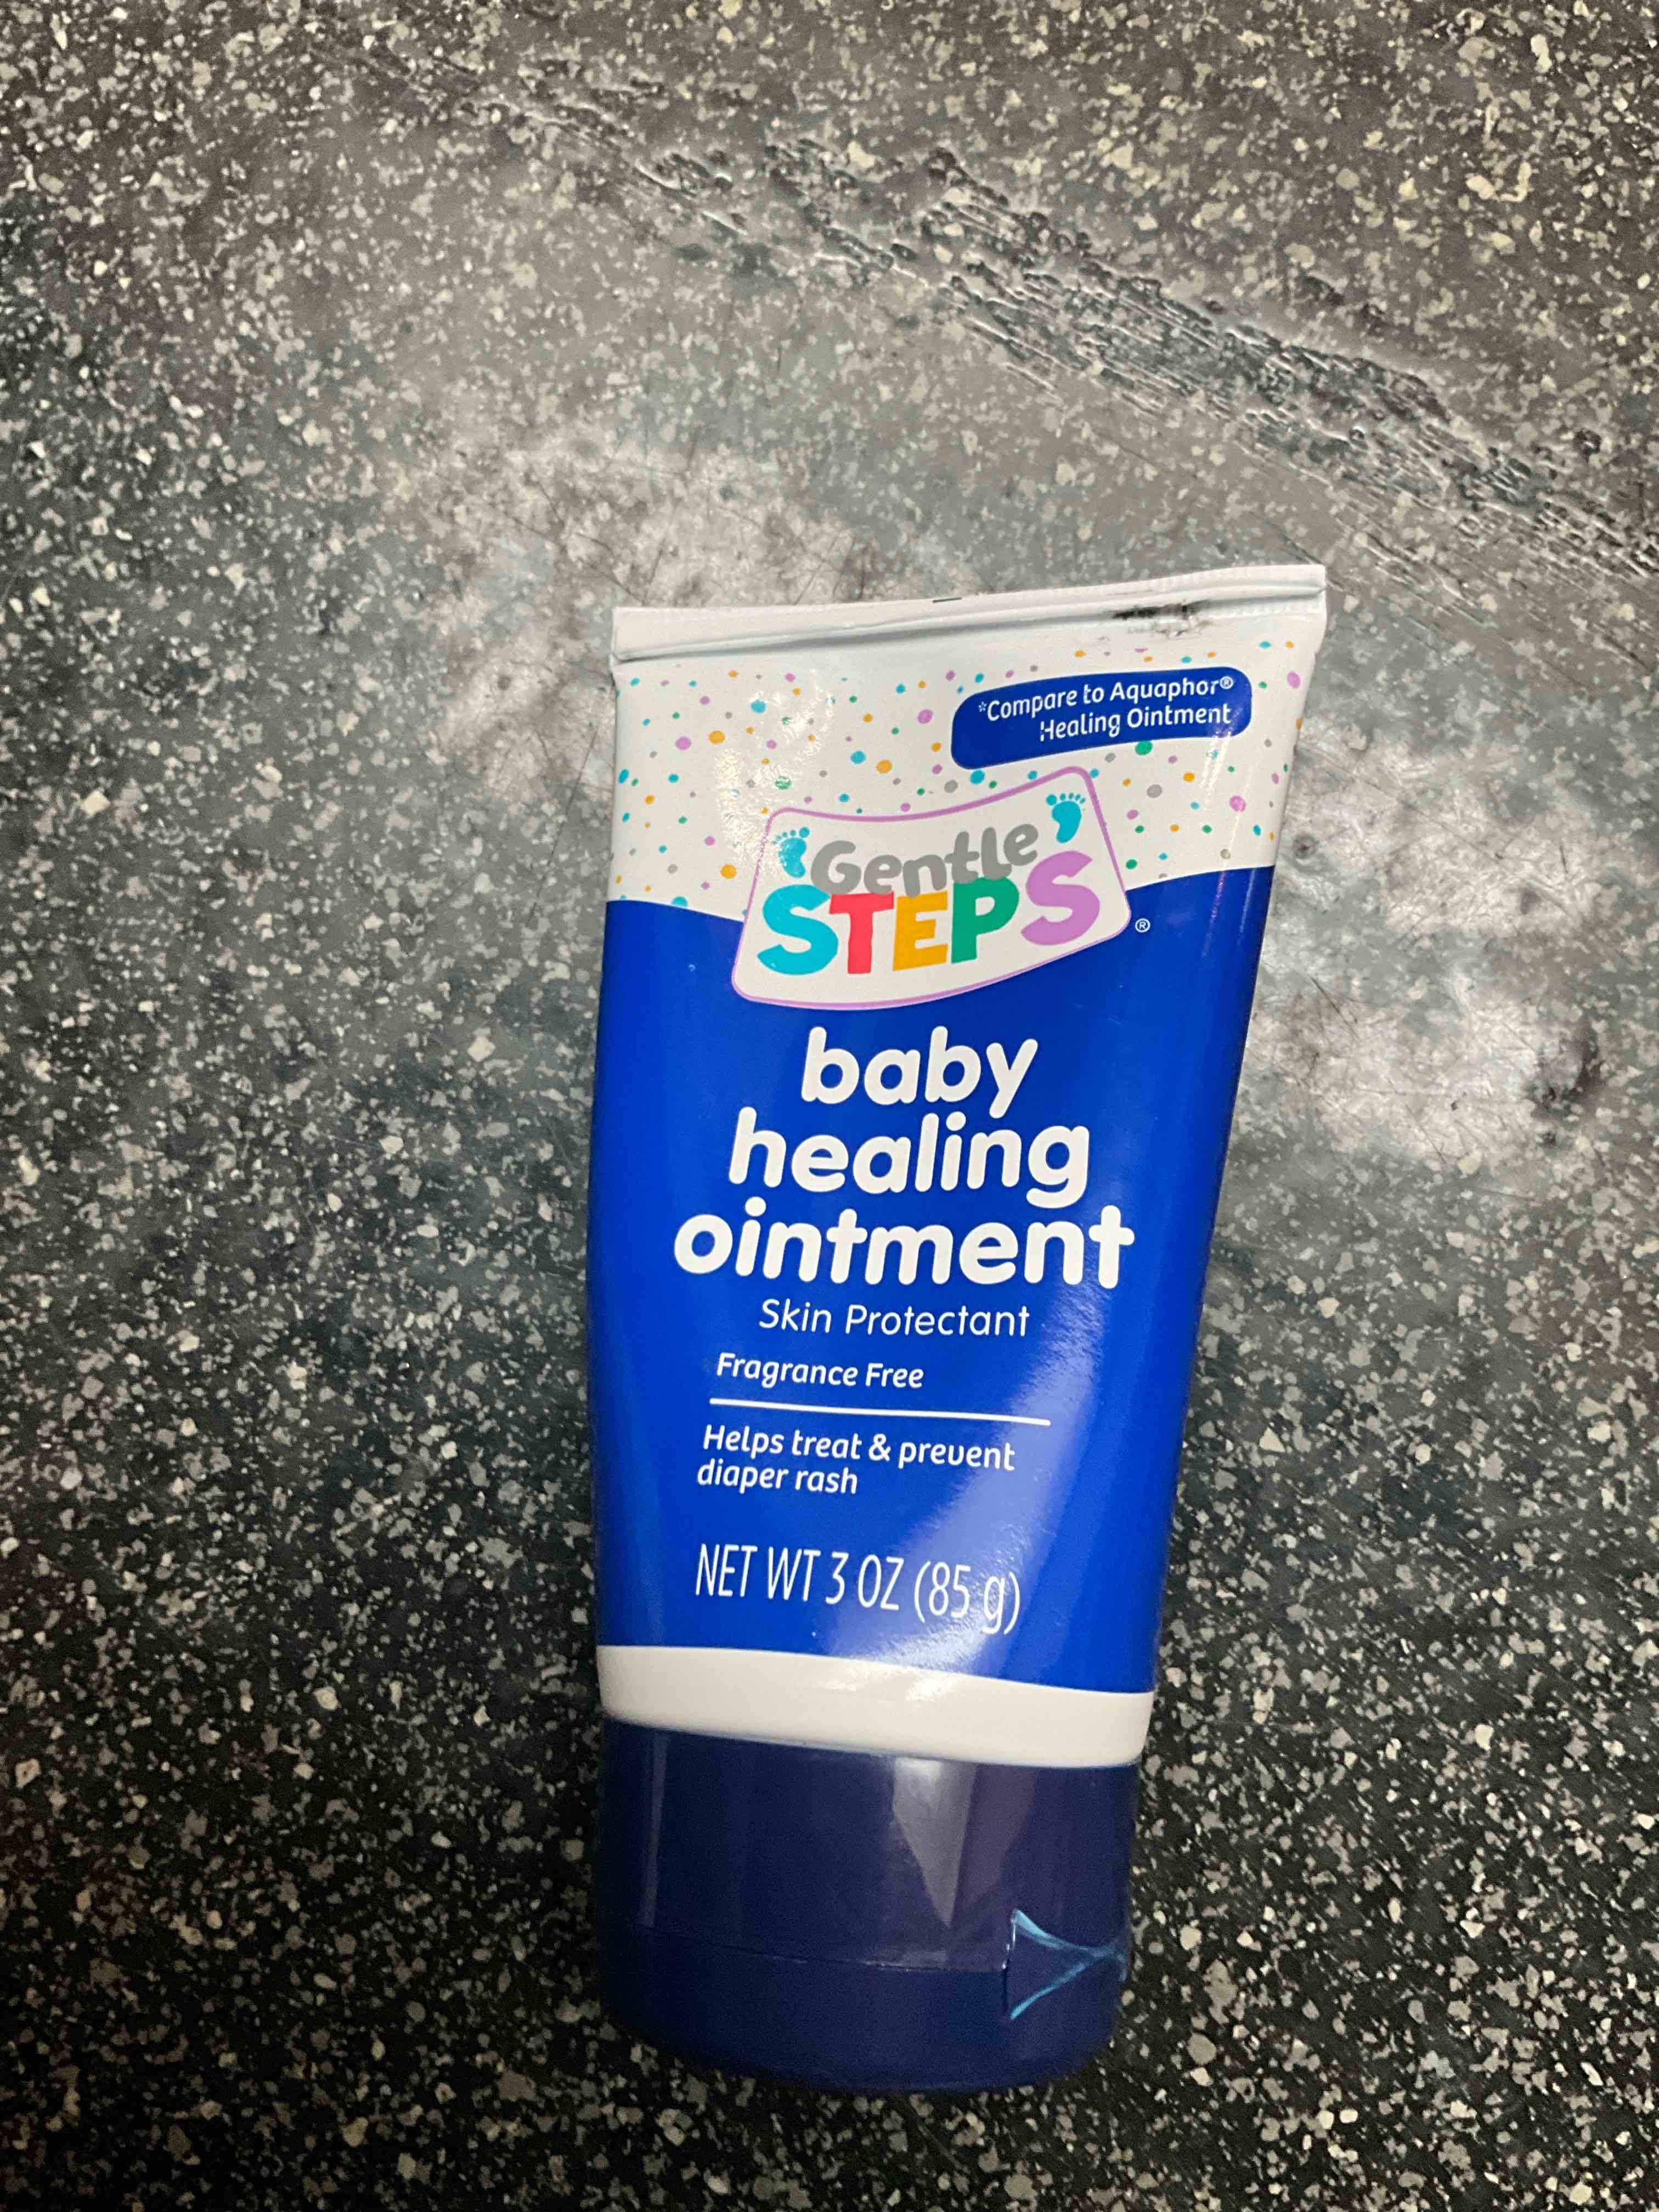 *Compare to Aquaphor®
Healing Ointment
Gentle
STEPS®
baby
healing
ointment
Skin Protectant
Fragrance Free
Helps treat & prevent
diaper rash
NET WT 3 OZ (85 g)